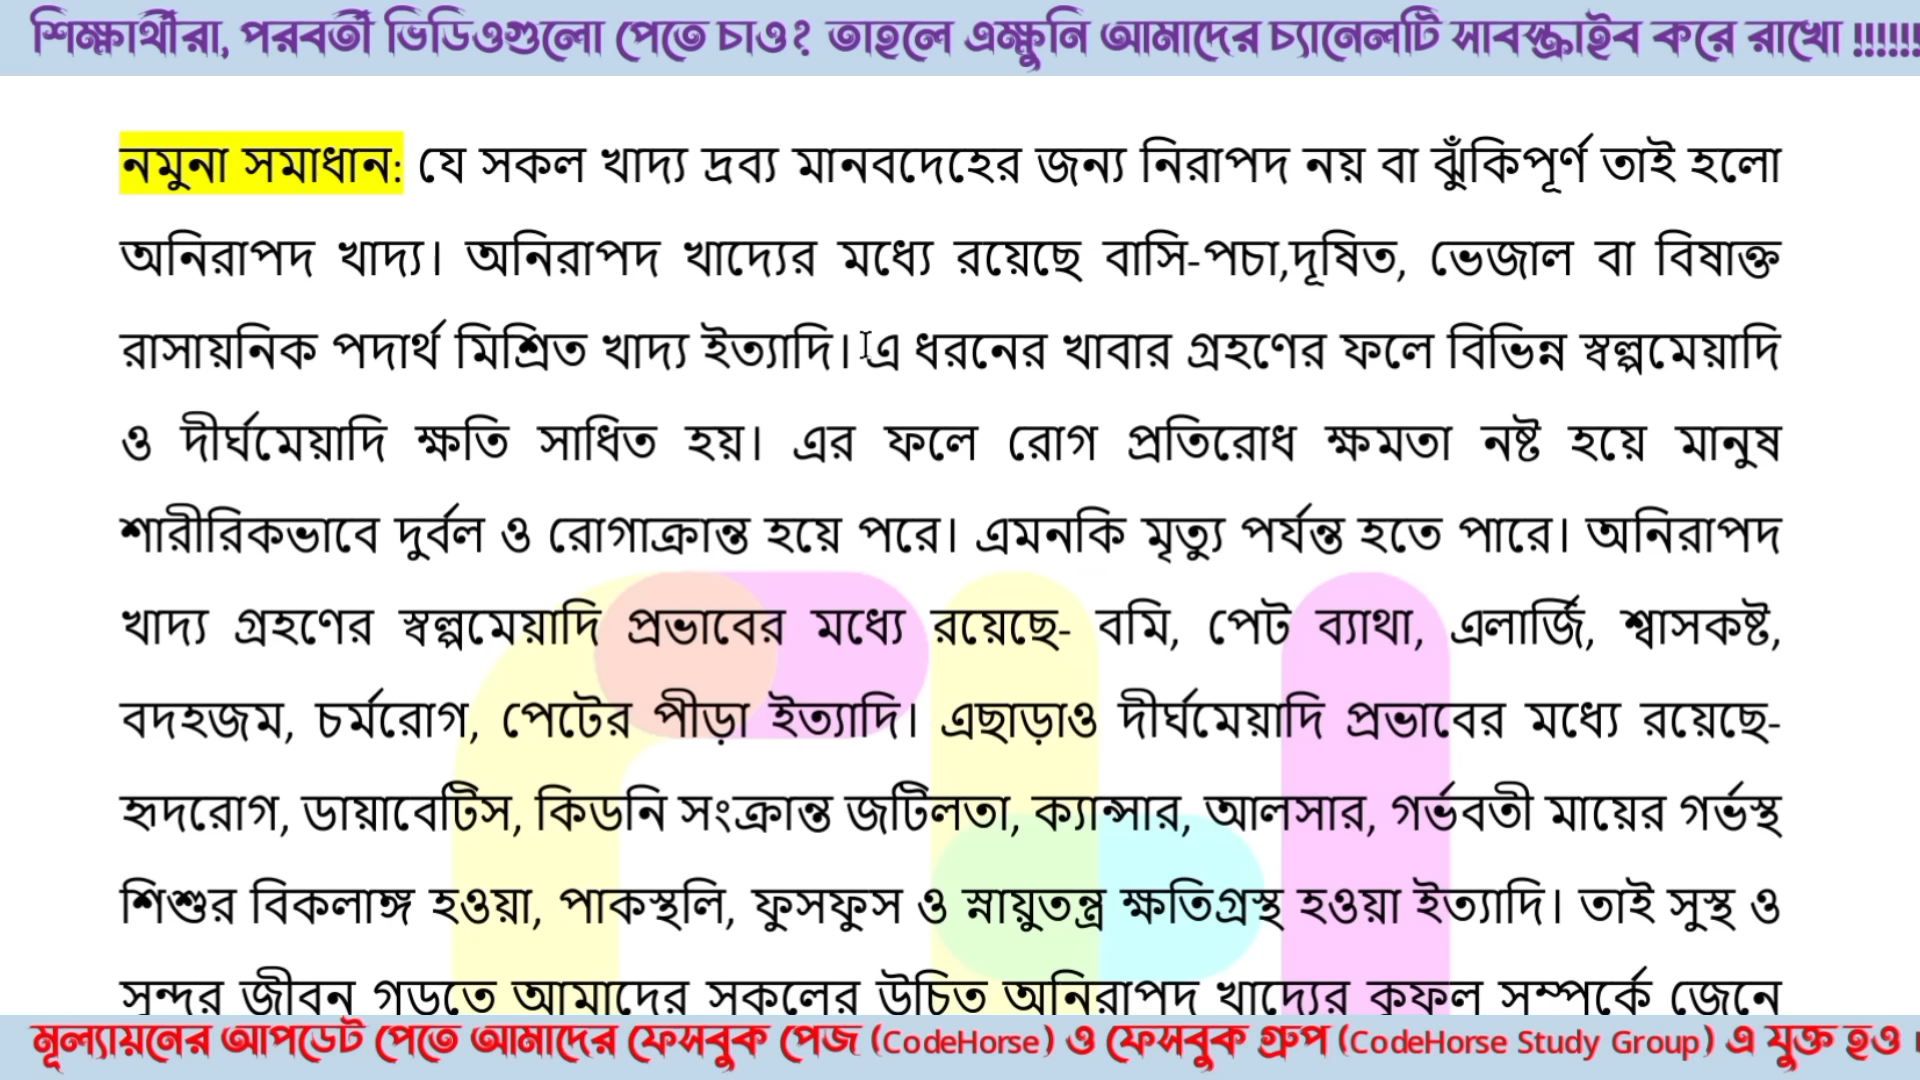 শিক্ষার্থীরা, পরবর্তী ভিডিওগুলো পেতে চাও? তাহলে এক্ষুনি আমাদের চ্যানেলটি সাবস্ক্রাইব করে রাখো !!!!!!
নমুনা সমাধান: যে সকল খাদ্য দ্রব্য মানবদেহের জন্য নিরাপদ নয় বা ঝুঁকিপূর্ণ তাই হলো
অনিরাপদ খাদ্য। অনিরাপদ খাদ্যের মধ্যে রয়েছে বাসি-পচা,দূষিত, ভেজাল বা বিষাক্ত
রাসায়নিক পদার্থ মিশ্রিত খাদ্য ইত্যাদি। এ ধরনের খাবার গ্রহণের ফলে বিভিন্ন স্বল্পমেয়াদি
ও দীর্ঘমেয়াদি ক্ষতি সাধিত হয়। এর ফলে রোগ প্রতিরোধ ক্ষমতা নষ্ট হয়ে মানুষ
শারীরিকভাবে দুর্বল ও রোগাক্রান্ত হয়ে পরে। এমনকি মৃত্যু পর্যন্ত হতে পারে। অনিরাপদ
খাদ্য গ্রহণের স্বল্পমেয়াদি প্রভাবের মধ্যে রয়েছে- বমি, পেট ব্যাথা, এলার্জি, শ্বাসকষ্ট,
বদহজম, চর্মরোগ, পেটের পীড়া ইত্যাদি। এছাড়াও দীর্ঘমেয়াদি প্রভাবের মধ্যে রয়েছে-
হৃদরোগ, ডায়াবেটিস, কিডনি সংক্রান্ত জটিলতা, ক্যান্সার, আলসার, গর্ভবতী মায়ের গর্ভস্থ
শিশুর বিকলাঙ্গ হওয়া, পাকস্থলি, ফুসফুস ও স্নায়ুতন্ত্র ক্ষতিগ্রস্থ হওয়া ইত্যাদি। তাই সুস্থ ও
সুন্দর জীবন গড়তে আমাদের সকলের উচিত অনিরাপদ খাদ্যের কুফল সম্পর্কে জেনে
মূল্যায়নের আপডেট পেতে আমাদের ফেসবুক পেজ (CodeHorse) ও ফেসবুক গ্রুপ (CodeHorse Study Group) এ যুক্ত হও